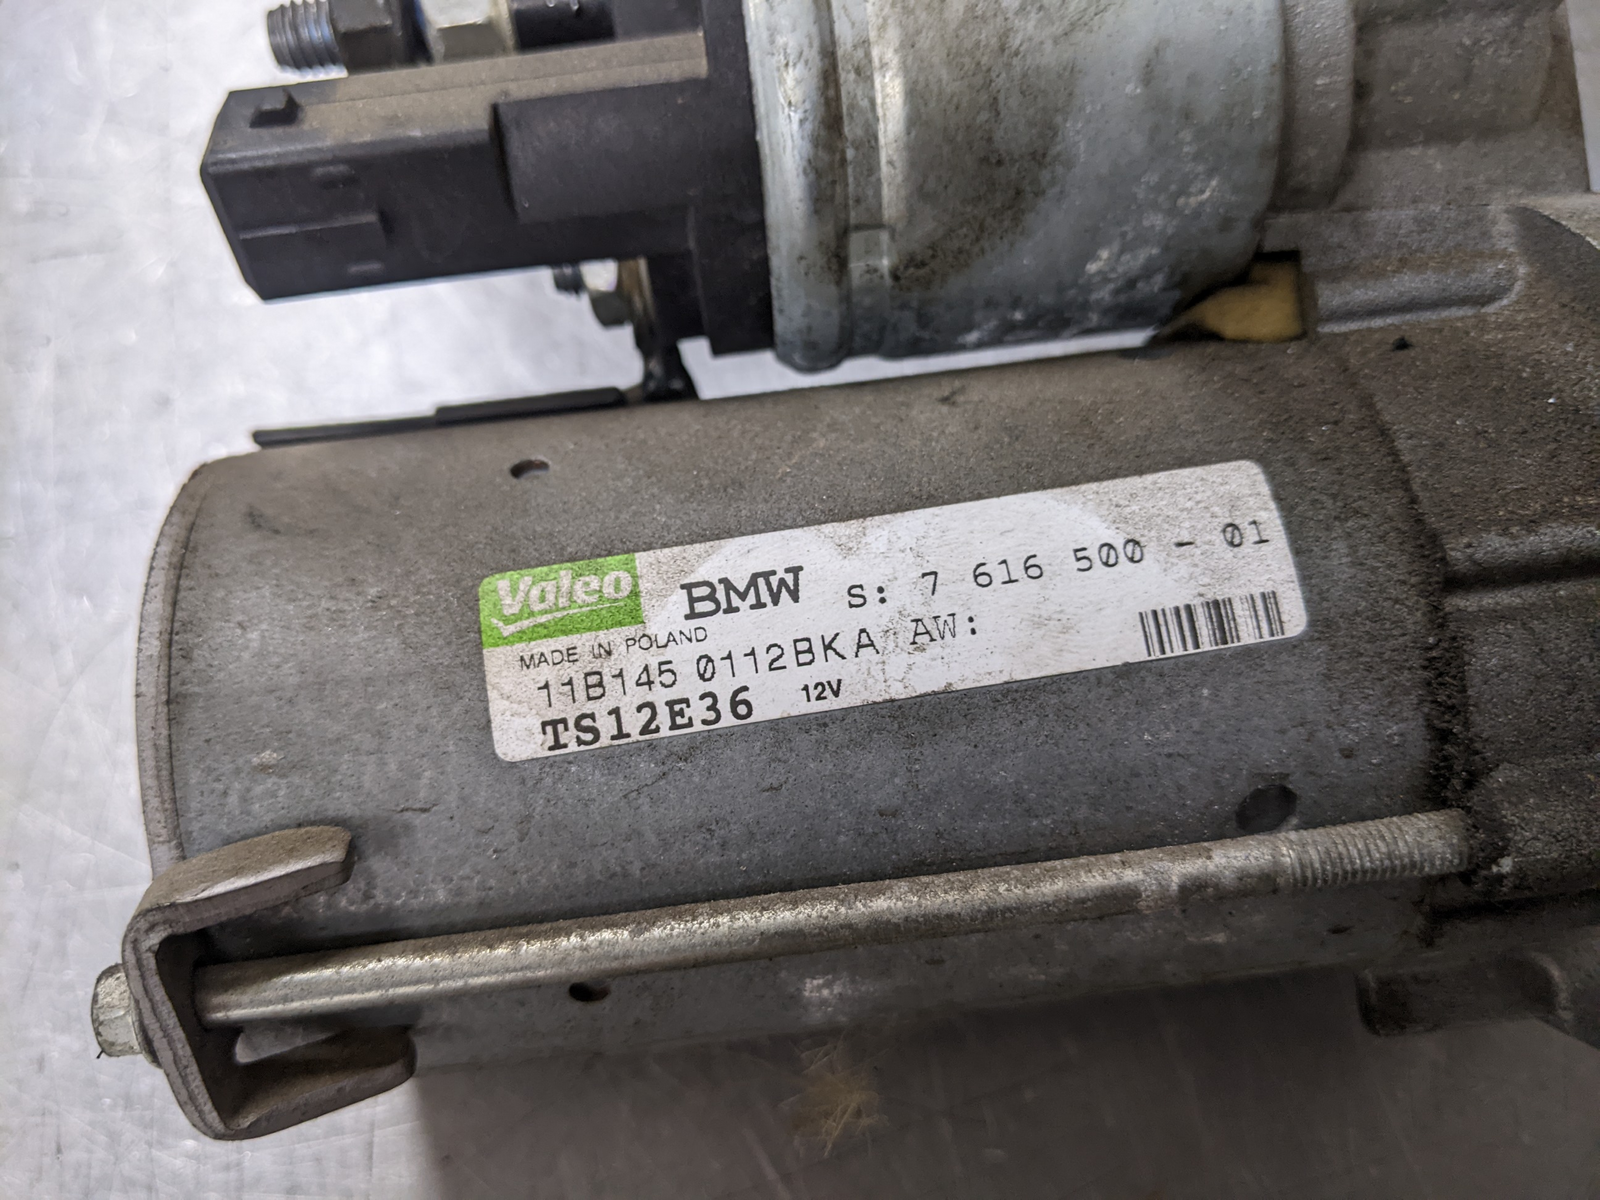 Valeo BMW S: 7 616 500 - 01
MADE IN POLAND
11B145 0112BKA AW:
TS12E36 12V